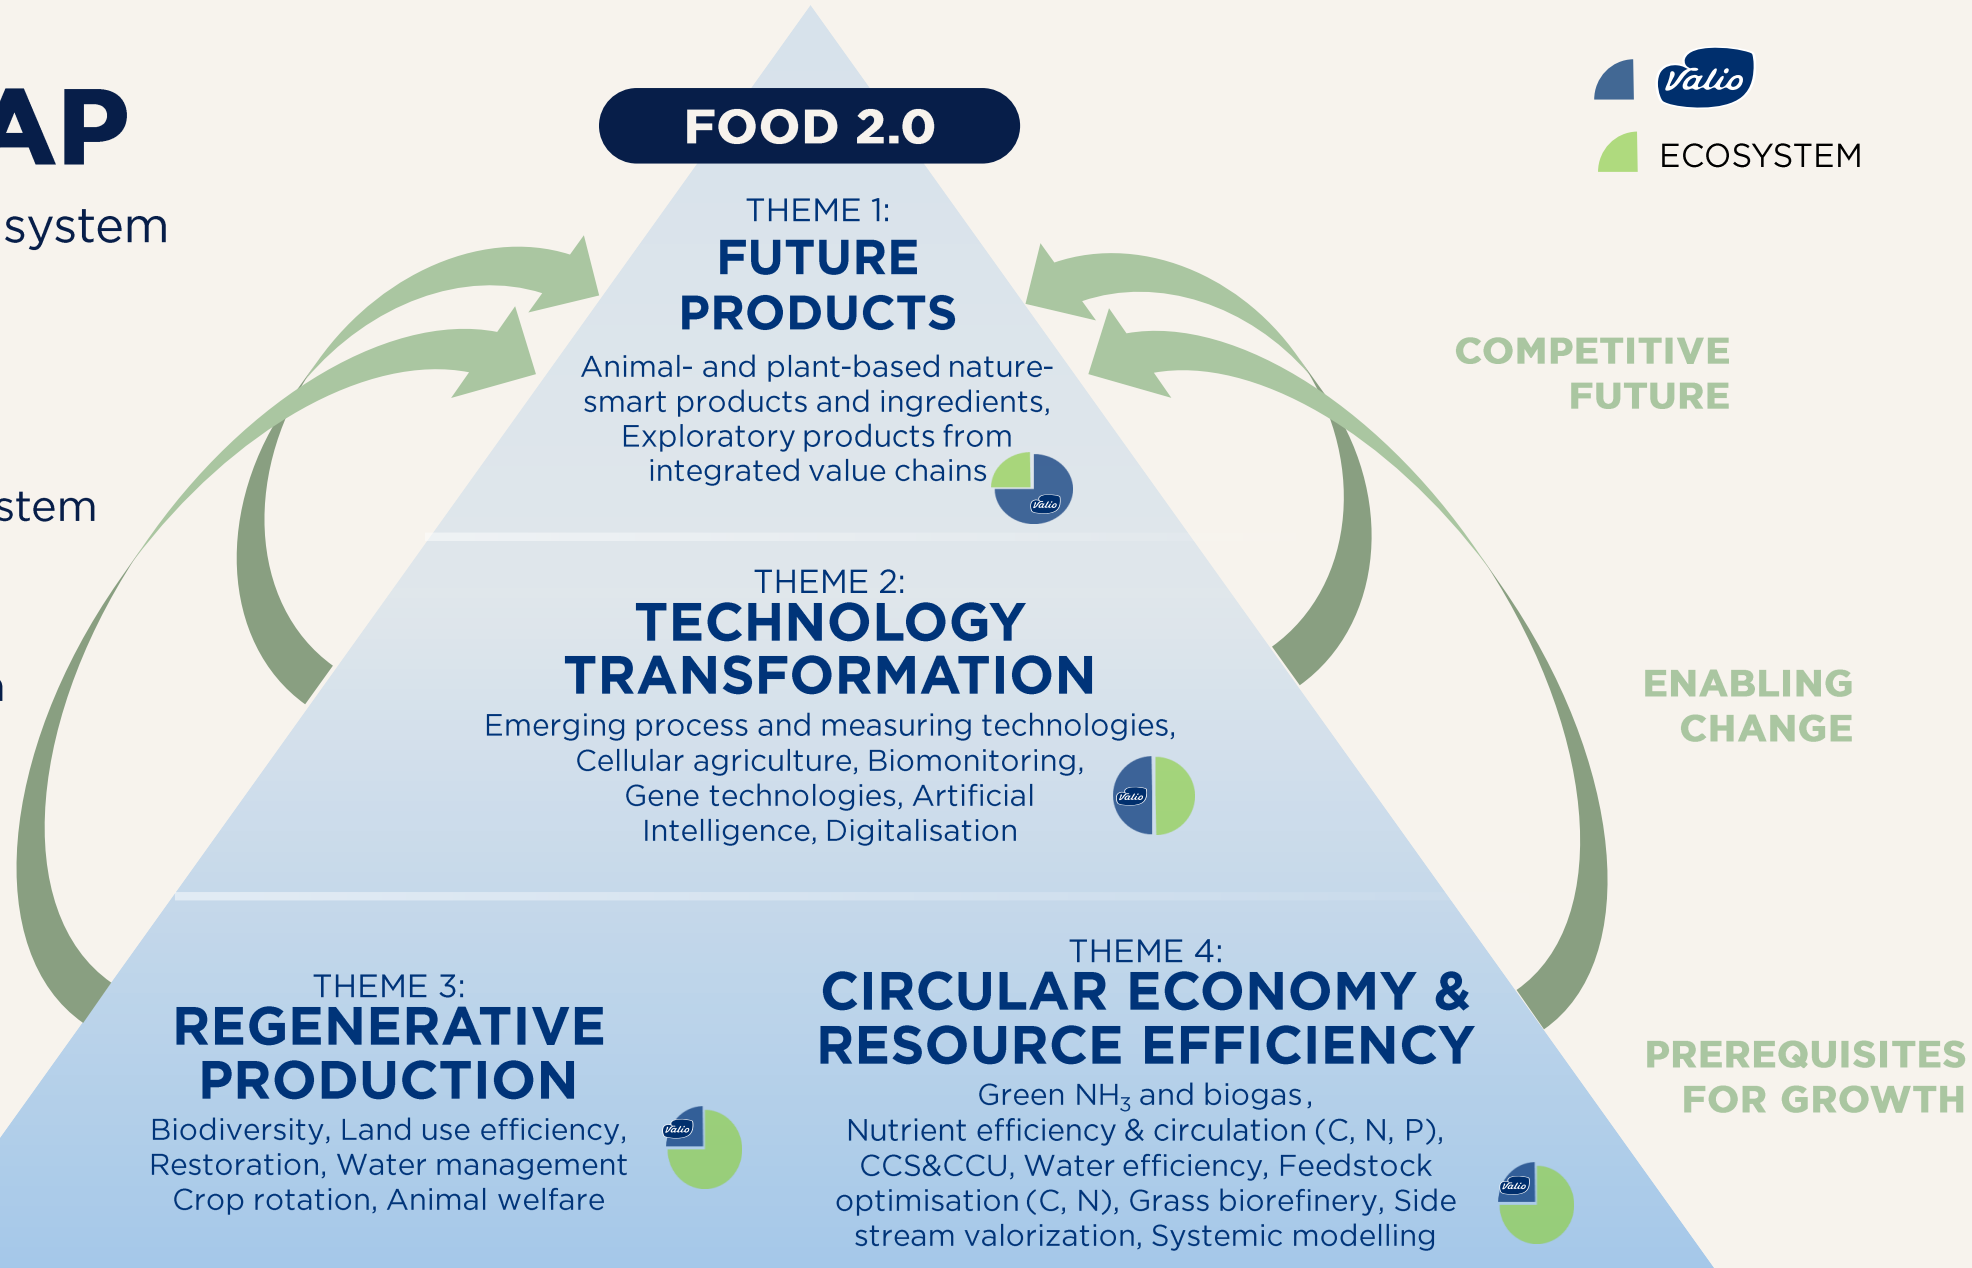 AP
system
stem
FOOD 2.0
Valio
ECOSYSTEM
THEME 1:
FUTURE
PRODUCTS
Animal- and plant-based nature-
smart products and ingredients,
Exploratory products from
integrated value chains
Valio
COMPETITIVE
FUTURE
THEME 2:
TECHNOLOGY
TRANSFORMATION
Emerging process and measuring technologies,
Cellular agriculture, Biomonitoring,
Gene technologies, Artificial
Intelligence, Digitalisation
Valio
ENABLING
CHANGE
THEME 3:
REGENERATIVE
PRODUCTION
Biodiversity, Land use efficiency,
Restoration, Water management
Crop rotation, Animal welfare
Valio
THEME 4:
CIRCULAR ECONOMY &
RESOURCE EFFICIENCY
Green NH₃ and biogas,
Nutrient efficiency & circulation (C, N, P),
CCS&CCU, Water efficiency, Feedstock
optimisation (C, N), Grass biorefinery, Side
stream valorization, Systemic modelling
Valio
PREREQUISITES
FOR GROWTH